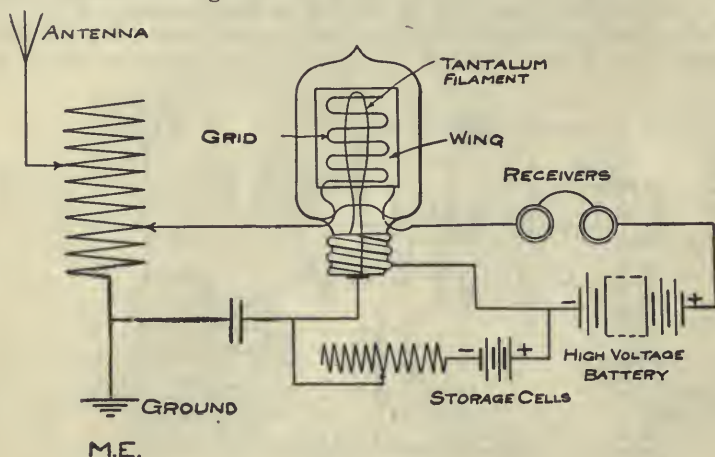 ANTENNA
TANTALUM
FILAMENT
GRID
WING
RECEIVERS
- +
- +
HIGH VOLTAGE
BATTERY
STORAGE CELLS
GROUND
M.E.